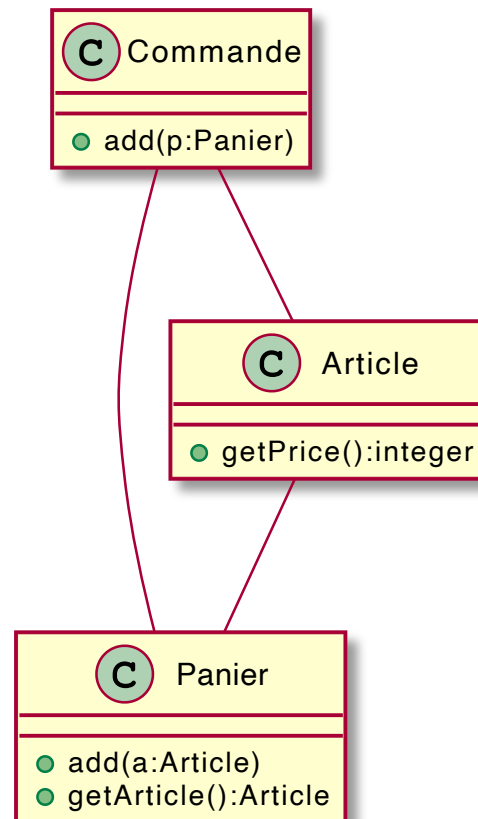 C Commande
add(p:Panier)
C Article
getPrice():integer
C Panier
add(a:Article)
getArticle():Article